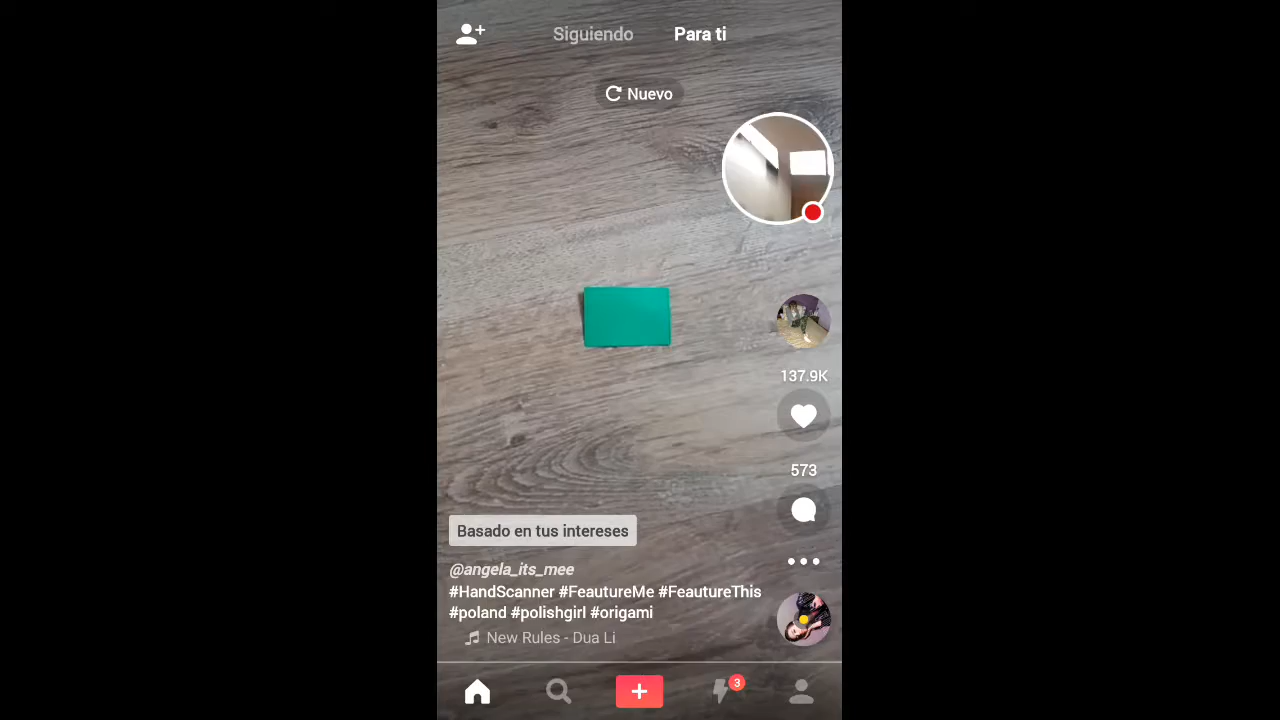 Siguiendo Para ti
Nuevo
137.9K
573
Basado en tus intereses
@angela_its_mee
#HandScanner #FeautureMe #FeautureThis
#poland #polishgirl #origami
New Rules - Dua Li
3